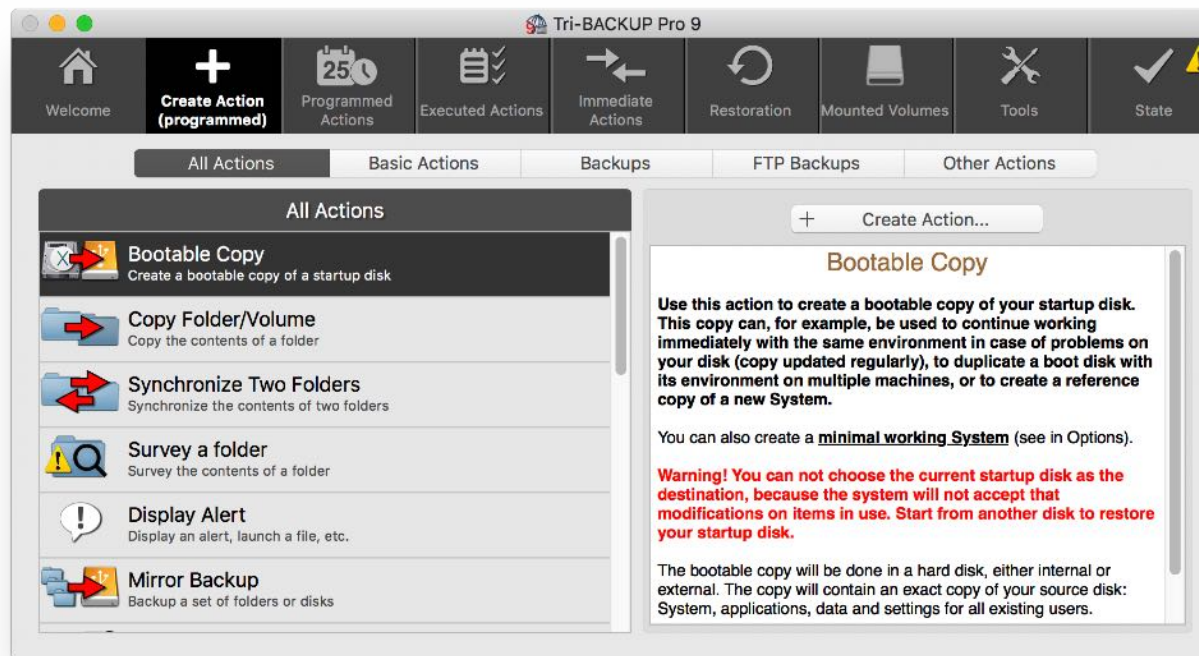 Tri-BACKUP Pro 9
Welcome
Create Action
(programmed)
25
Programmed
Actions
Executed Actions
Immediate
Actions
Restoration
Mounted Volumes
Tools
State
All Actions
Basic Actions
Backups
FTP Backups
Other Actions
All Actions
Bootable Copy
Create a bootable copy of a startup disk
Copy Folder/Volume
Copy the contents of a folder
Synchronize Two Folders
Synchronize the contents of two folders
Survey a folder
Survey the contents of a folder
Display Alert
Display an alert, launch a file, etc.
Mirror Backup
Backup a set of folders or disks
+ Create Action...
Bootable Copy
Use this action to create a bootable copy of your startup disk.
This copy can, for example, be used to continue working
immediately with the same environment in case of problems on
your disk (copy updated regularly), to duplicate a boot disk with
its environment on multiple machines, or to create a reference
copy of a new System.
You can also create a minimal working System (see in Options).
Warning! You can not choose the current startup disk as the
destination, because the system will not accept that
modifications on items in use. Start from another disk to restore
your startup disk.
The bootable copy will be done in a hard disk, either internal or
external. The copy will contain an exact copy of your source disk:
System, applications, data and settings for all existing users.